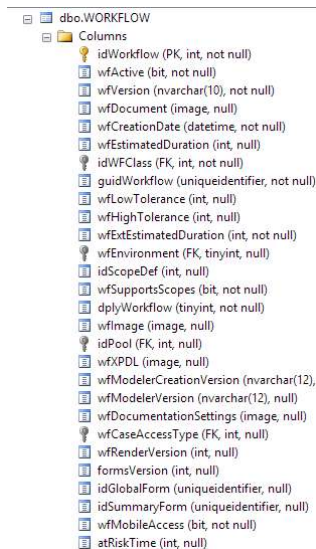 dbo.WORKFLOW
Columns
idWorkflow (PK, int, not null)
wfActive (bit, not null)
wfVersion (nvarchar(10), not null)
wfDocument (image, null)
wfCreationDate (datetime, not null)
wfEstimatedDuration (int, null)
idWFClass (FK, int, not null)
guidWorkflow (uniqueidentifier, not null)
wfLowTolerance (int, null)
wfHighTolerance (int, null)
wfExtEstimatedDuration (int, not null)
wfEnvironment (FK, tinyint, null)
idScopeDef (int, null)
wfSupportsScopes (bit, not null)
dplyWorkflow (tinyint, not null)
wfImage (image, null)
idPool (FK, int, null)
wfXPDL (image, null)
wfModelerCreationVersion (nvarchar(12),
wfModelerVersion (nvarchar(12), null)
wfDocumentationSettings (image, null)
wfCaseAccessType (FK, int, null)
wfRenderVersion (int, null)
formsVersion (int, null)
idGlobalForm (uniqueidentifier, null)
idSummaryForm (uniqueidentifier, null)
wfMobileAccess (bit, not null)
atRiskTime (int, null)